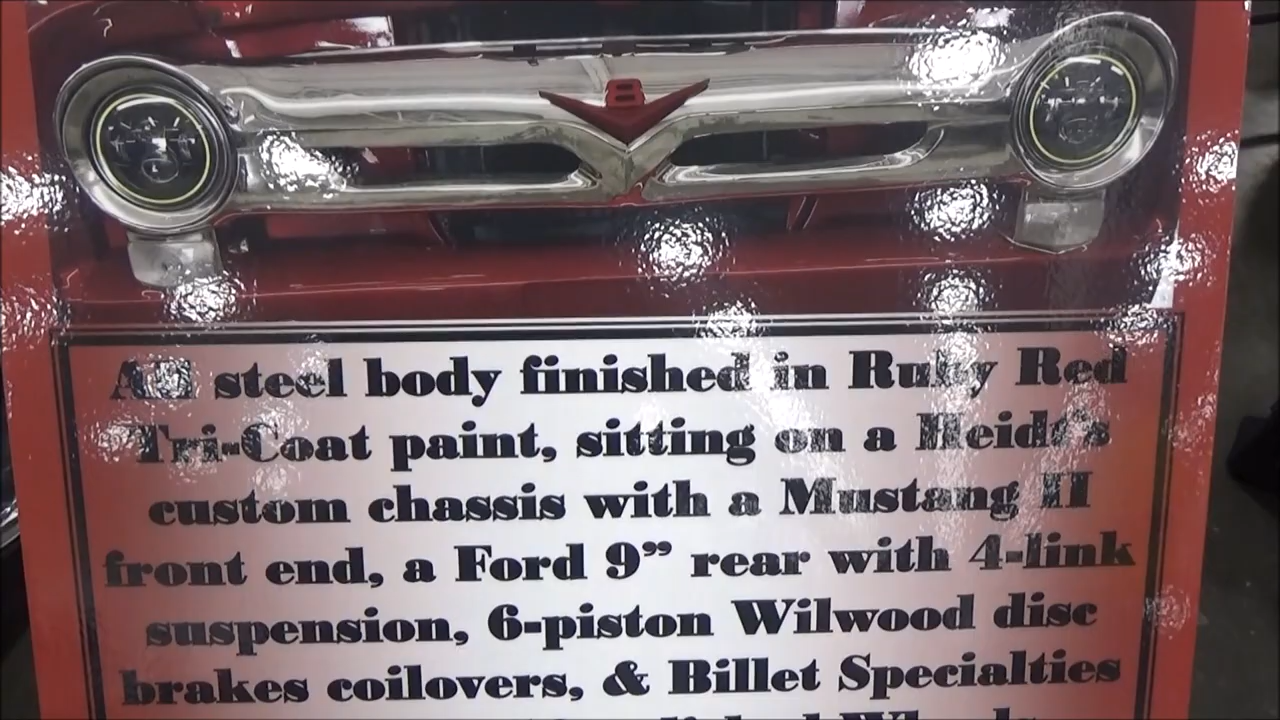 8
All steel body finished in Ruby Red
Tri-Coat paint, sitting on a Heidt's
custom chassis with a Mustang II
front end, a Ford 9” rear with 4-link
suspension, 6-piston Wilwood disc
brakes coilovers, & Billet Specialties